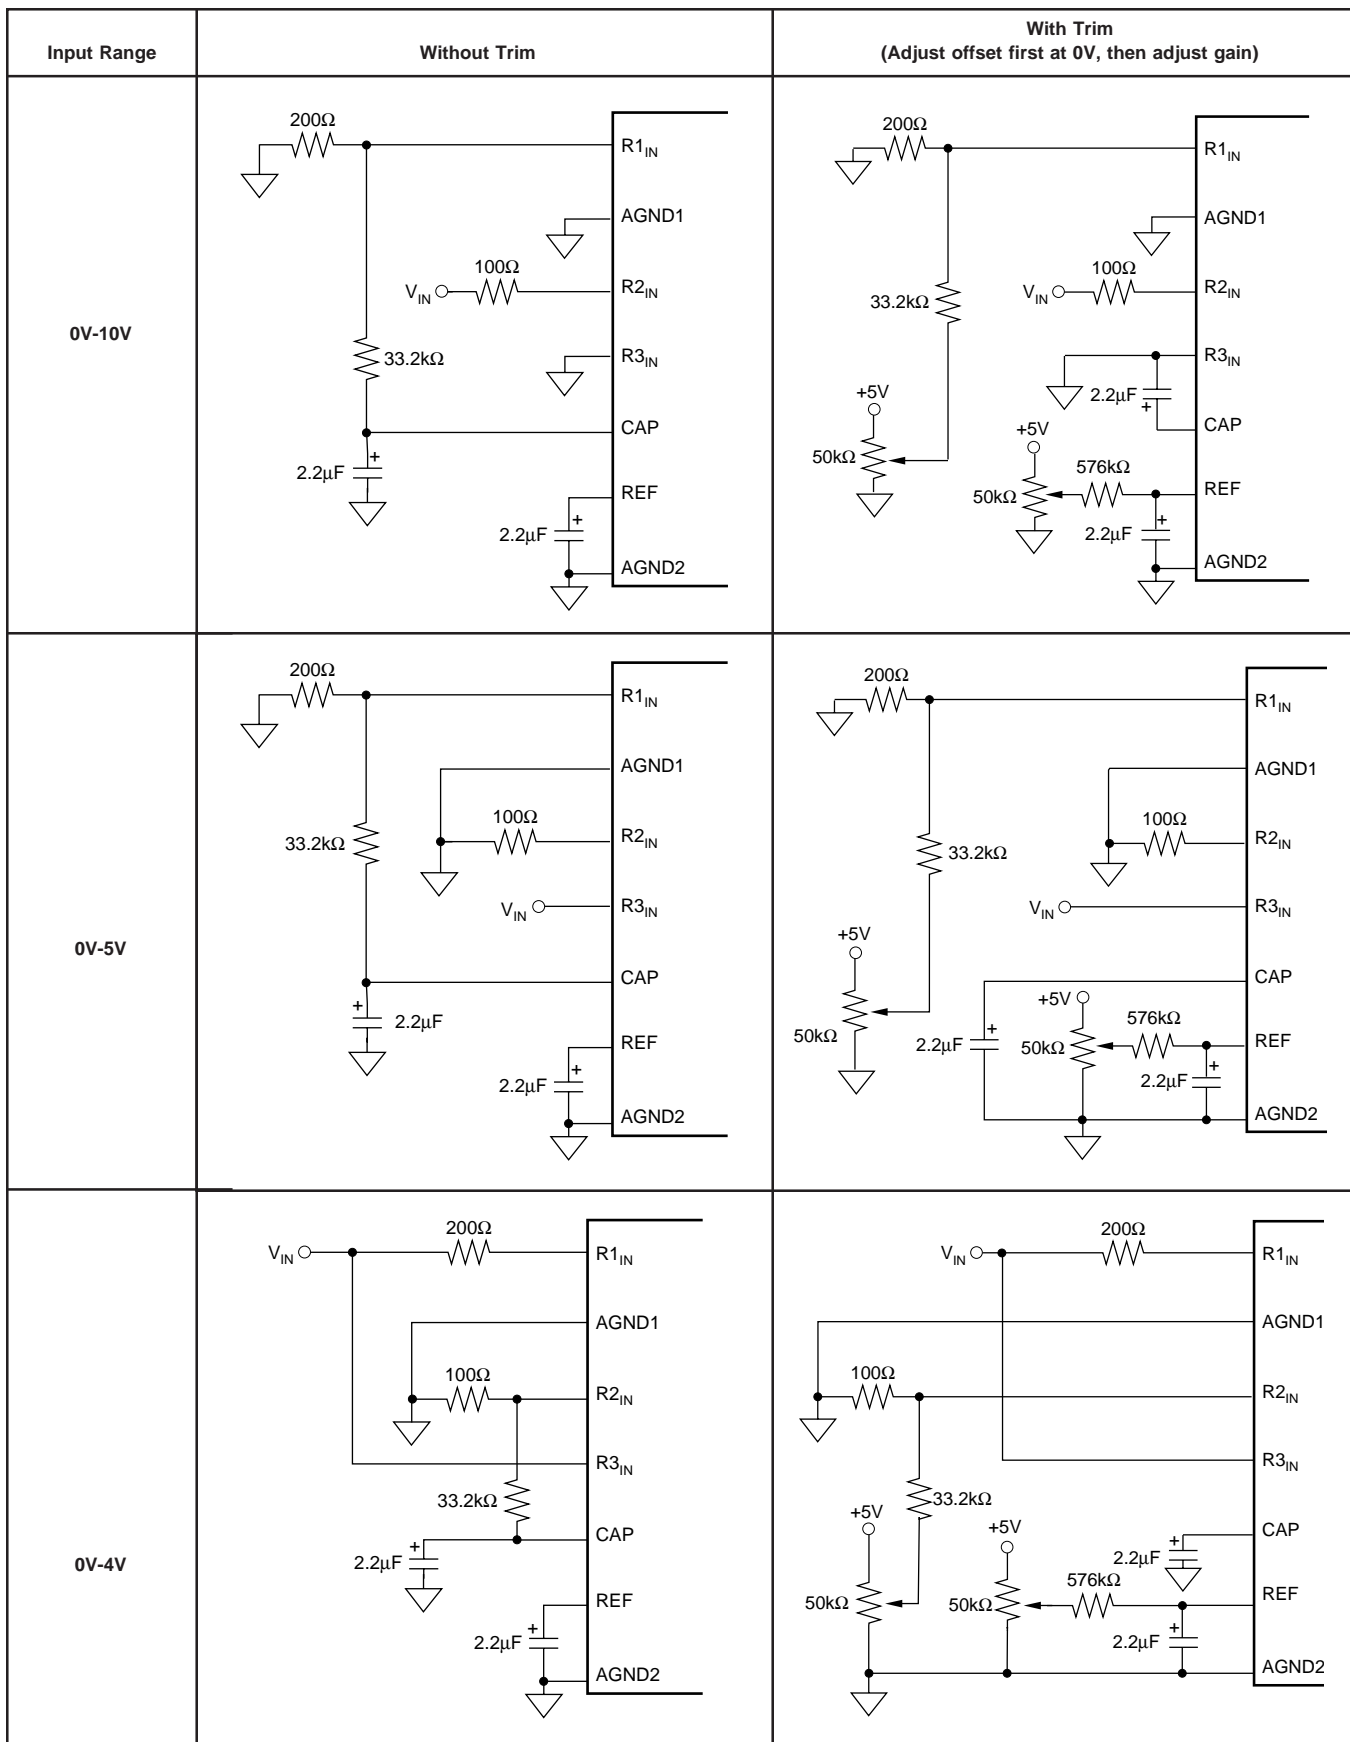 Input Range
Without Trim
With Trim
(Adjust offset first at 0V, then adjust gain)
0V-10V
200Ω
R1IN
AGND1
100Ω
VIN
R2IN
33.2kΩ
R3IN
CAP
+
2.2µF
REF
+
2.2µF
AGND2
200Ω
R1IN
AGND1
100Ω
VIN
R2IN
33.2kΩ
R3IN
2.2µF
+
+5V
CAP
50kΩ
+5V
576kΩ
REF
50kΩ
+
2.2µF
AGND2
0V-5V
200Ω
R1IN
AGND1
100Ω
R2IN
33.2kΩ
VIN
R3IN
CAP
+
2.2µF
REF
+
2.2µF
AGND2
200Ω
R1IN
AGND1
100Ω
R2IN
33.2kΩ
VIN
R3IN
+5V
CAP
50kΩ
+
2.2µF
+5V
576kΩ
50kΩ
REF
+
2.2µF
AGND2
0V-4V
VIN
200Ω
R1IN
AGND1
100Ω
R2IN
R3IN
33.2kΩ
CAP
+
2.2µF
REF
+
2.2µF
AGND2
VIN
200Ω
R1IN
AGND1
100Ω
R2IN
R3IN
33.2kΩ
+5V
+5V
CAP
+
2.2µF
50kΩ
50kΩ
576kΩ
REF
+
2.2µF
AGND2